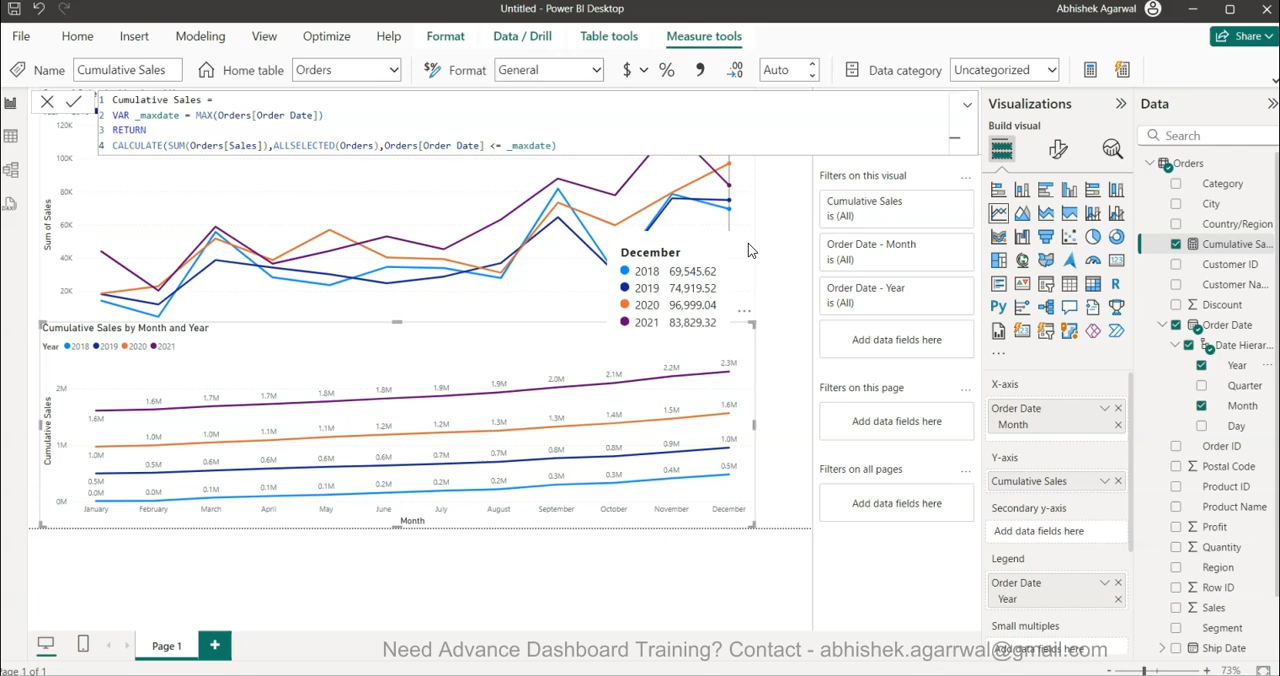 Untitled - Power BI Desktop
Abhishek Agarwal
File Home Insert Modeling View Optimize Help Format Data / Drill Table tools Measure tools
Share
Name Cumulative Sales
Home table Orders
Format General
$ % , Auto
Data category Uncategorized
1 Cumulative Sales =
2 VAR _maxdate = MAX(Orders[Order Date])
3 RETURN
4 CALCULATE(SUM(Orders[Sales]),ALLSELECTED(Orders),Orders[Order Date] <= _maxdate)
120K
100K
80K
60K
40K
20K
Sum of Sales
December
2018 69,545.62
2019 74,919.52
2020 96,999.04
2021 83,829.32
Cumulative Sales by Month and Year
Year 2018 2019 2020 2021
2M
1M
0M
Cumulative Sales
1.6M 1.6M 1.7M 1.7M 1.8M 1.8M 1.9M 1.9M 2.0M 2.1M 2.2M 2.3M
1.0M 1.0M 1.0M 1.1M 1.1M 1.2M 1.2M 1.3M 1.3M 1.4M 1.5M 1.6M
0.5M 0.5M 0.6M 0.6M 0.6M 0.7M 0.7M 0.7M 0.8M 0.8M 0.9M 1.0M
0.0M 0.0M 0.1M 0.1M 0.1M 0.2M 0.2M 0.2M 0.3M 0.3M 0.4M 0.5M
January February March April May June July August September October November December
Month
Filters on this visual
...
Cumulative Sales
is (All)
Order Date - Month
is (All)
Order Date - Year
is (All)
Add data fields here
Filters on this page
...
Add data fields here
Filters on all pages
...
Add data fields here
Visualizations
Build visual
R
Py
...
X-axis
Order Date
Month
Y-axis
Cumulative Sales
Secondary y-axis
Add data fields here
Legend
Order Date
Year
Small multiples
Add data fields here
Data
Search
Orders
Category
City
Country/Region
Cumulative Sa...
Customer ID
Customer Na...
Discount
Order Date
Date Hierar...
Year
Quarter
Month
Day
Order ID
Postal Code
Product ID
Product Name
Profit
Quantity
Region
Row ID
Sales
Segment
Ship Date
Page 1
Need Advance Dashboard Training? Contact - abhishek.agarrwal@gmail.com
Page 1 of 1
73%